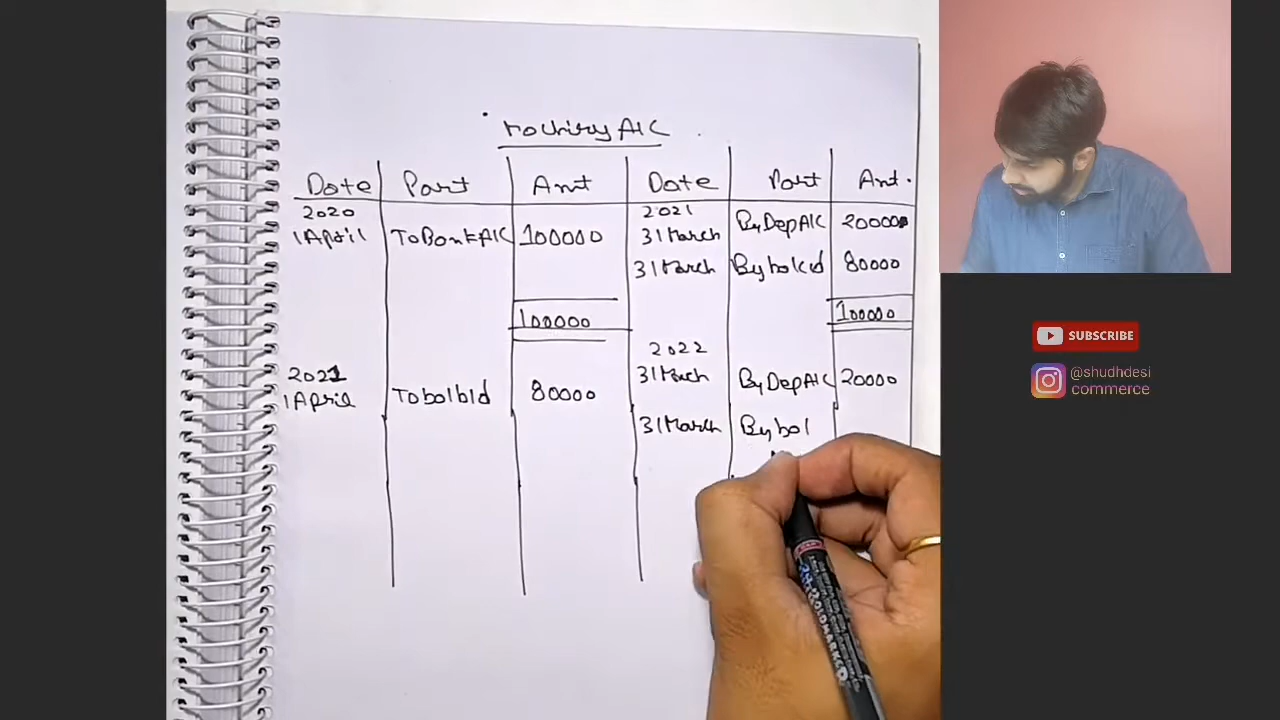 Machinery A/C
Date Part Amt Date Part Amt.
2020 2021
1 April To Bank A/C 100000 31 March By Dep A/C 20000
31 March By bal c/d 80000
100000 100000
2022
2021 31 March By Dep A/C 20000
1 April To bal b/d 80000
31 March By bal
SUBSCRIBE
@shudhdesi
commerce